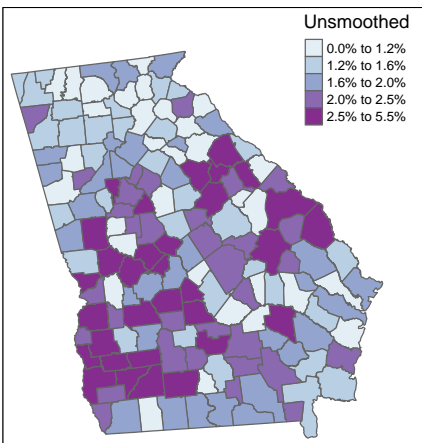 Unsmoothed
0.0% to 1.2%
1.2% to 1.6%
1.6% to 2.0%
2.0% to 2.5%
2.5% to 5.5%